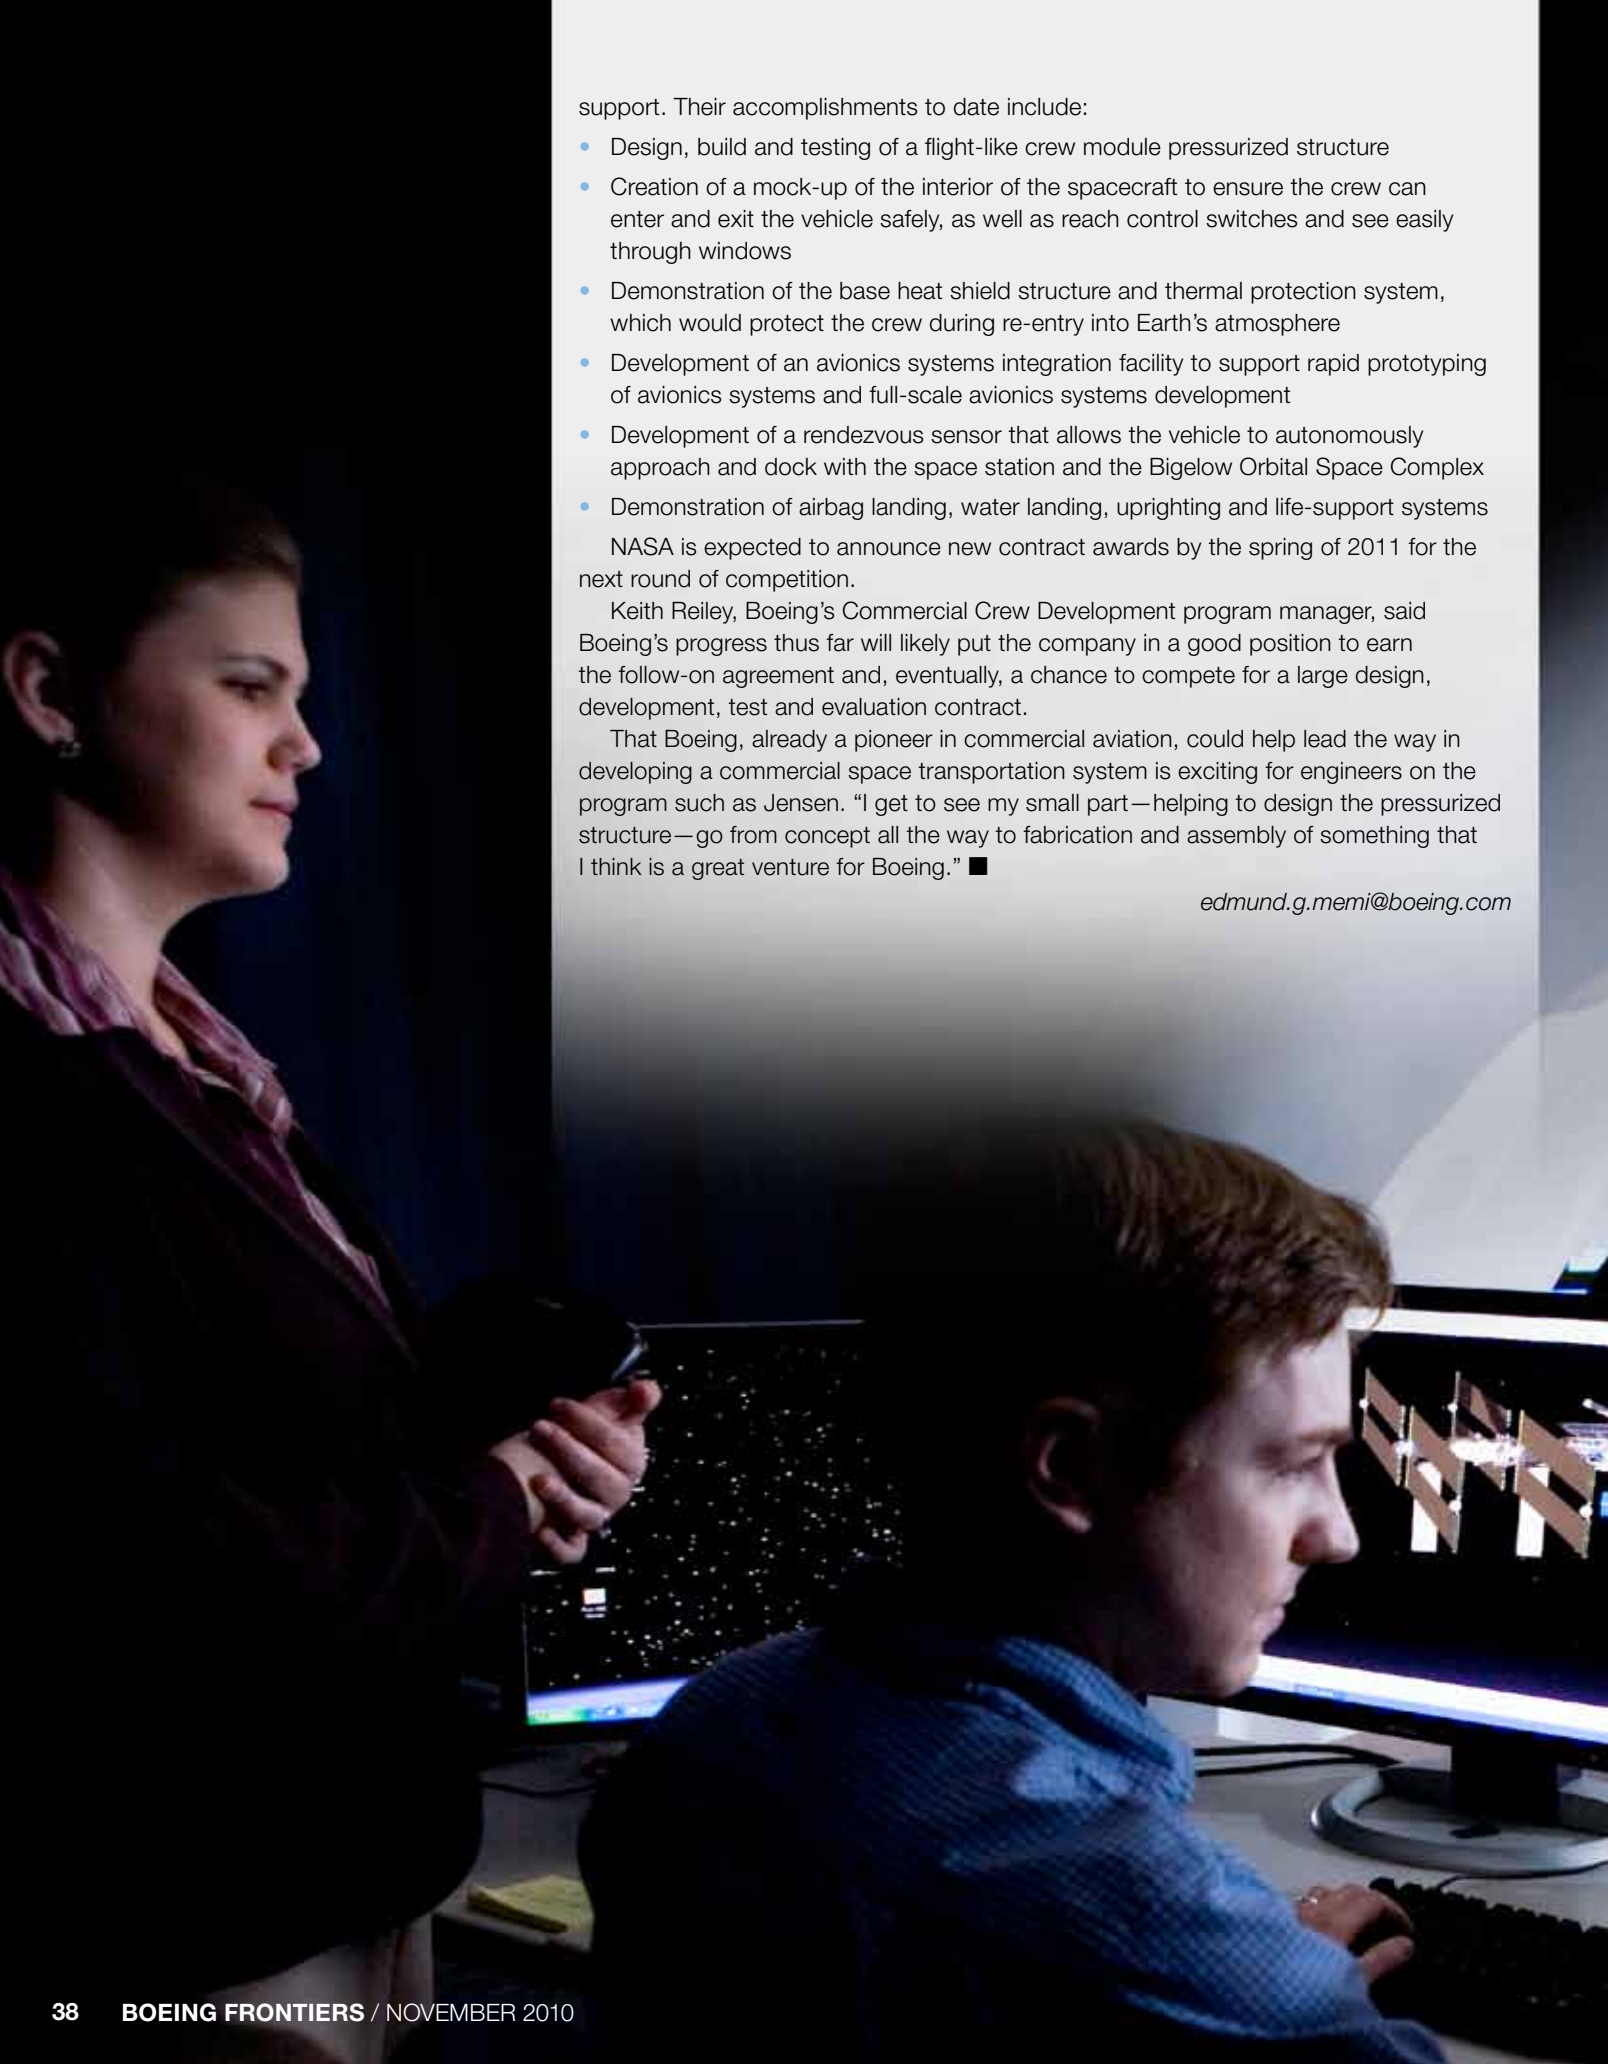 support. Their accomplishments to date include:
• Design, build and testing of a flight-like crew module pressurized structure
• Creation of a mock-up of the interior of the spacecraft to ensure the crew can
enter and exit the vehicle safely, as well as reach control switches and see easily
through windows
• Demonstration of the base heat shield structure and thermal protection system,
which would protect the crew during re-entry into Earth’s atmosphere
• Development of an avionics systems integration facility to support rapid prototyping
of avionics systems and full-scale avionics systems development
• Development of a rendezvous sensor that allows the vehicle to autonomously
approach and dock with the space station and the Bigelow Orbital Space Complex
• Demonstration of airbag landing, water landing, uprighting and life-support systems
NASA is expected to announce new contract awards by the spring of 2011 for the
next round of competition.
Keith Reiley, Boeing’s Commercial Crew Development program manager, said
Boeing’s progress thus far will likely put the company in a good position to earn
the follow-on agreement and, eventually, a chance to compete for a large design,
development, test and evaluation contract.
That Boeing, already a pioneer in commercial aviation, could help lead the way in
developing a commercial space transportation system is exciting for engineers on the
program such as Jensen. “I get to see my small part—helping to design the pressurized
structure—go from concept all the way to fabrication and assembly of something that
I think is a great venture for Boeing.” ■
edmund.g.memi@boeing.com
38 BOEING FRONTIERS / NOVEMBER 2010